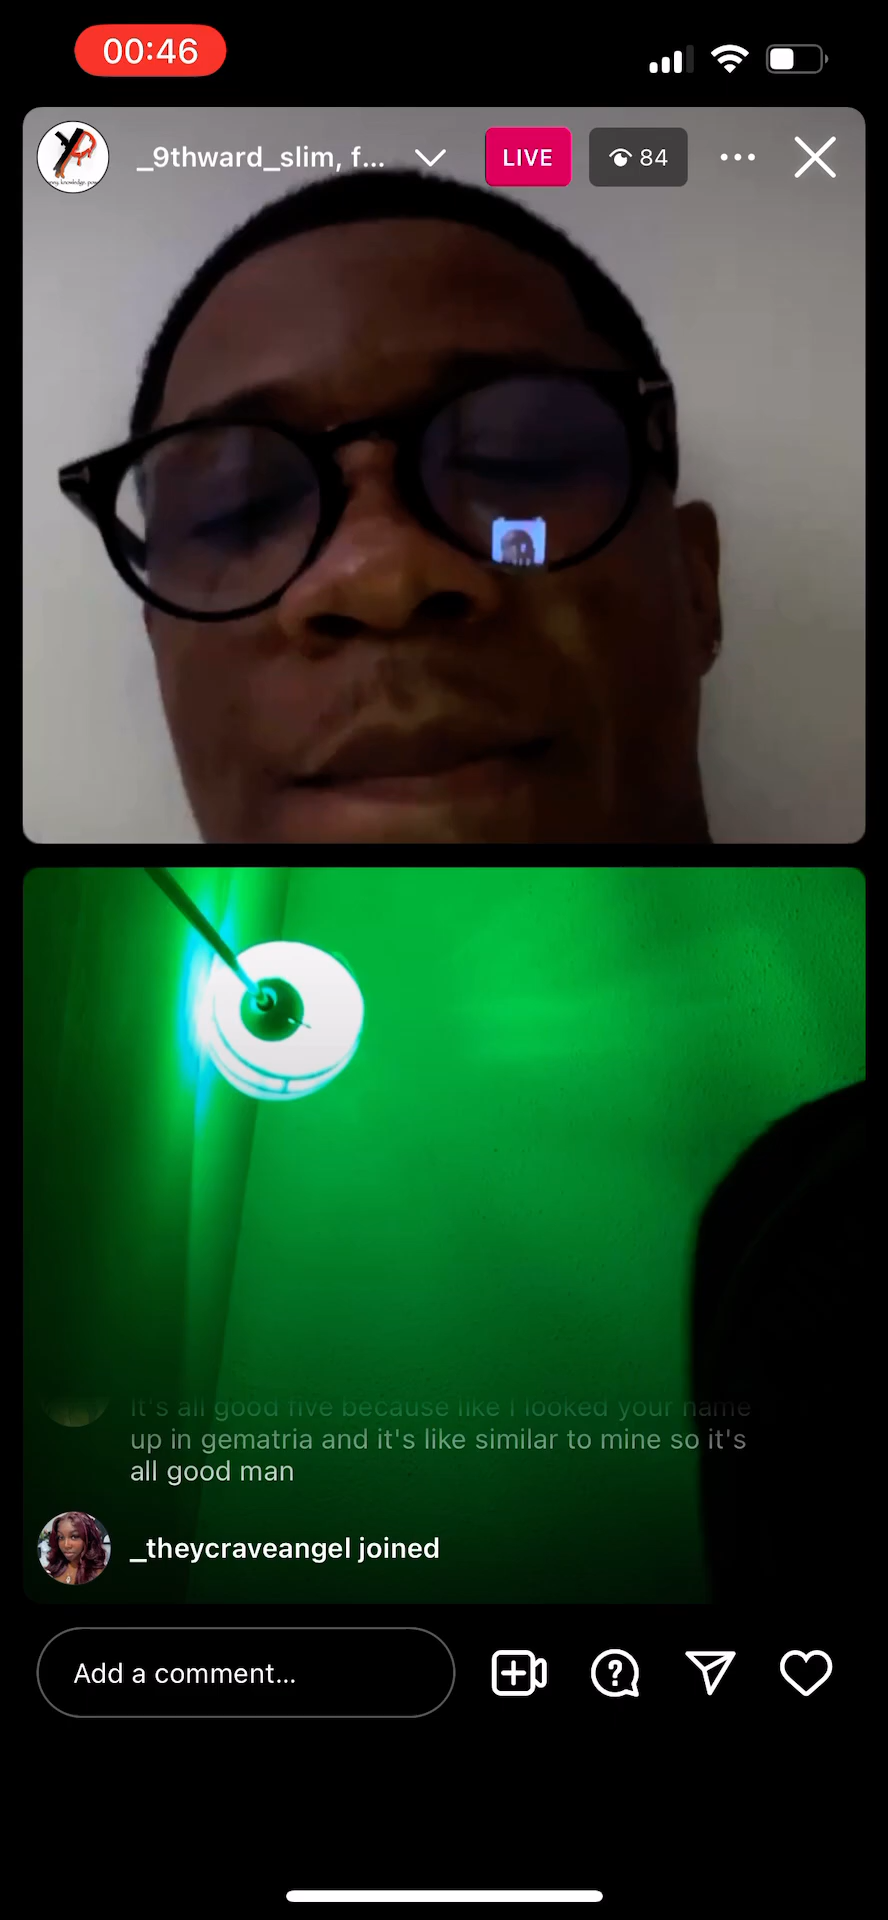 00:46
_9thward_slim, f...
LIVE
84
It's all good five because like I looked your name
up in gematria and it's like similar to mine so it's
all good man
_theycraveangel joined
Add a comment...